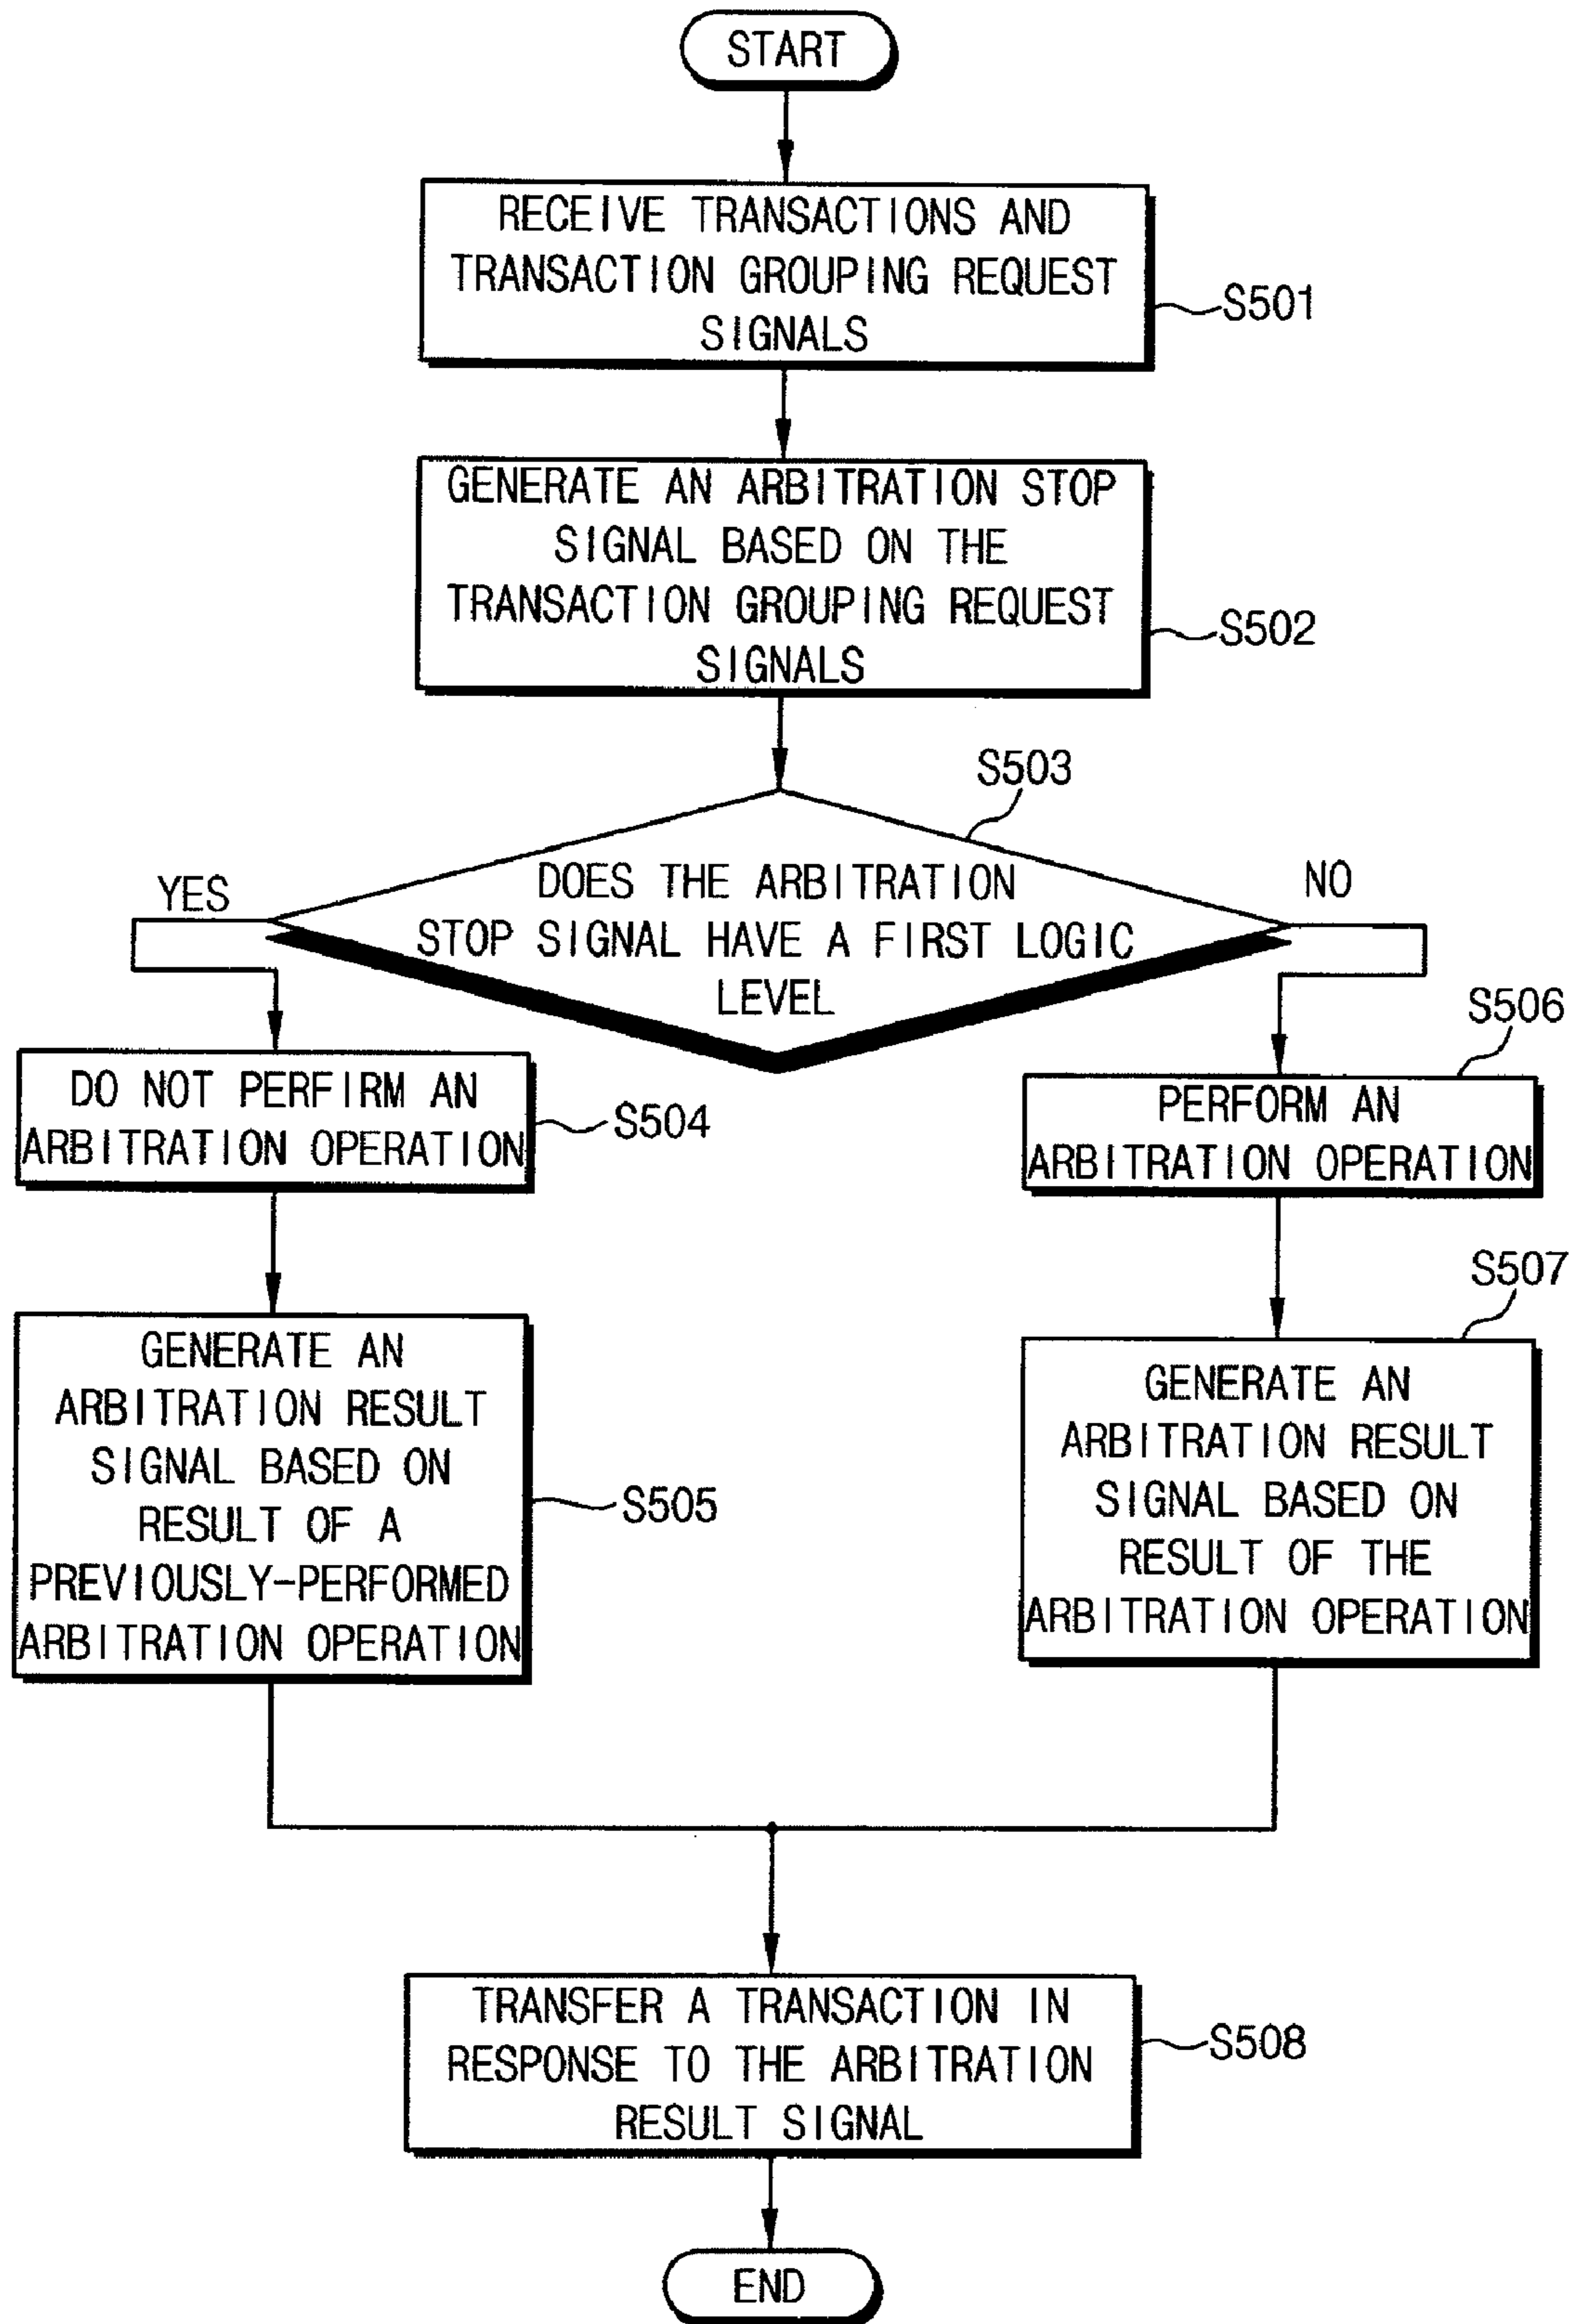 START
RECEIVE TRANSACTIONS AND
TRANSACTION GROUPING REQUEST
SIGNALS
S501
GENERATE AN ARBITRATION STOP
SIGNAL BASED ON THE
TRANSACTION GROUPING REQUEST
SIGNALS
S502
S503
DOES THE ARBITRATION
STOP SIGNAL HAVE A FIRST LOGIC
LEVEL
YES
NO
DO NOT PERFIRM AN
ARBITRATION OPERATION
S504
GENERATE AN
ARBITRATION RESULT
SIGNAL BASED ON
RESULT OF A
PREVIOUSLY-PERFORMED
ARBITRATION OPERATION
S505
S506
PERFORM AN
ARBITRATION OPERATION
S507
GENERATE AN
ARBITRATION RESULT
SIGNAL BASED ON
RESULT OF THE
ARBITRATION OPERATION
TRANSFER A TRANSACTION IN
RESPONSE TO THE ARBITRATION
RESULT SIGNAL
S508
END